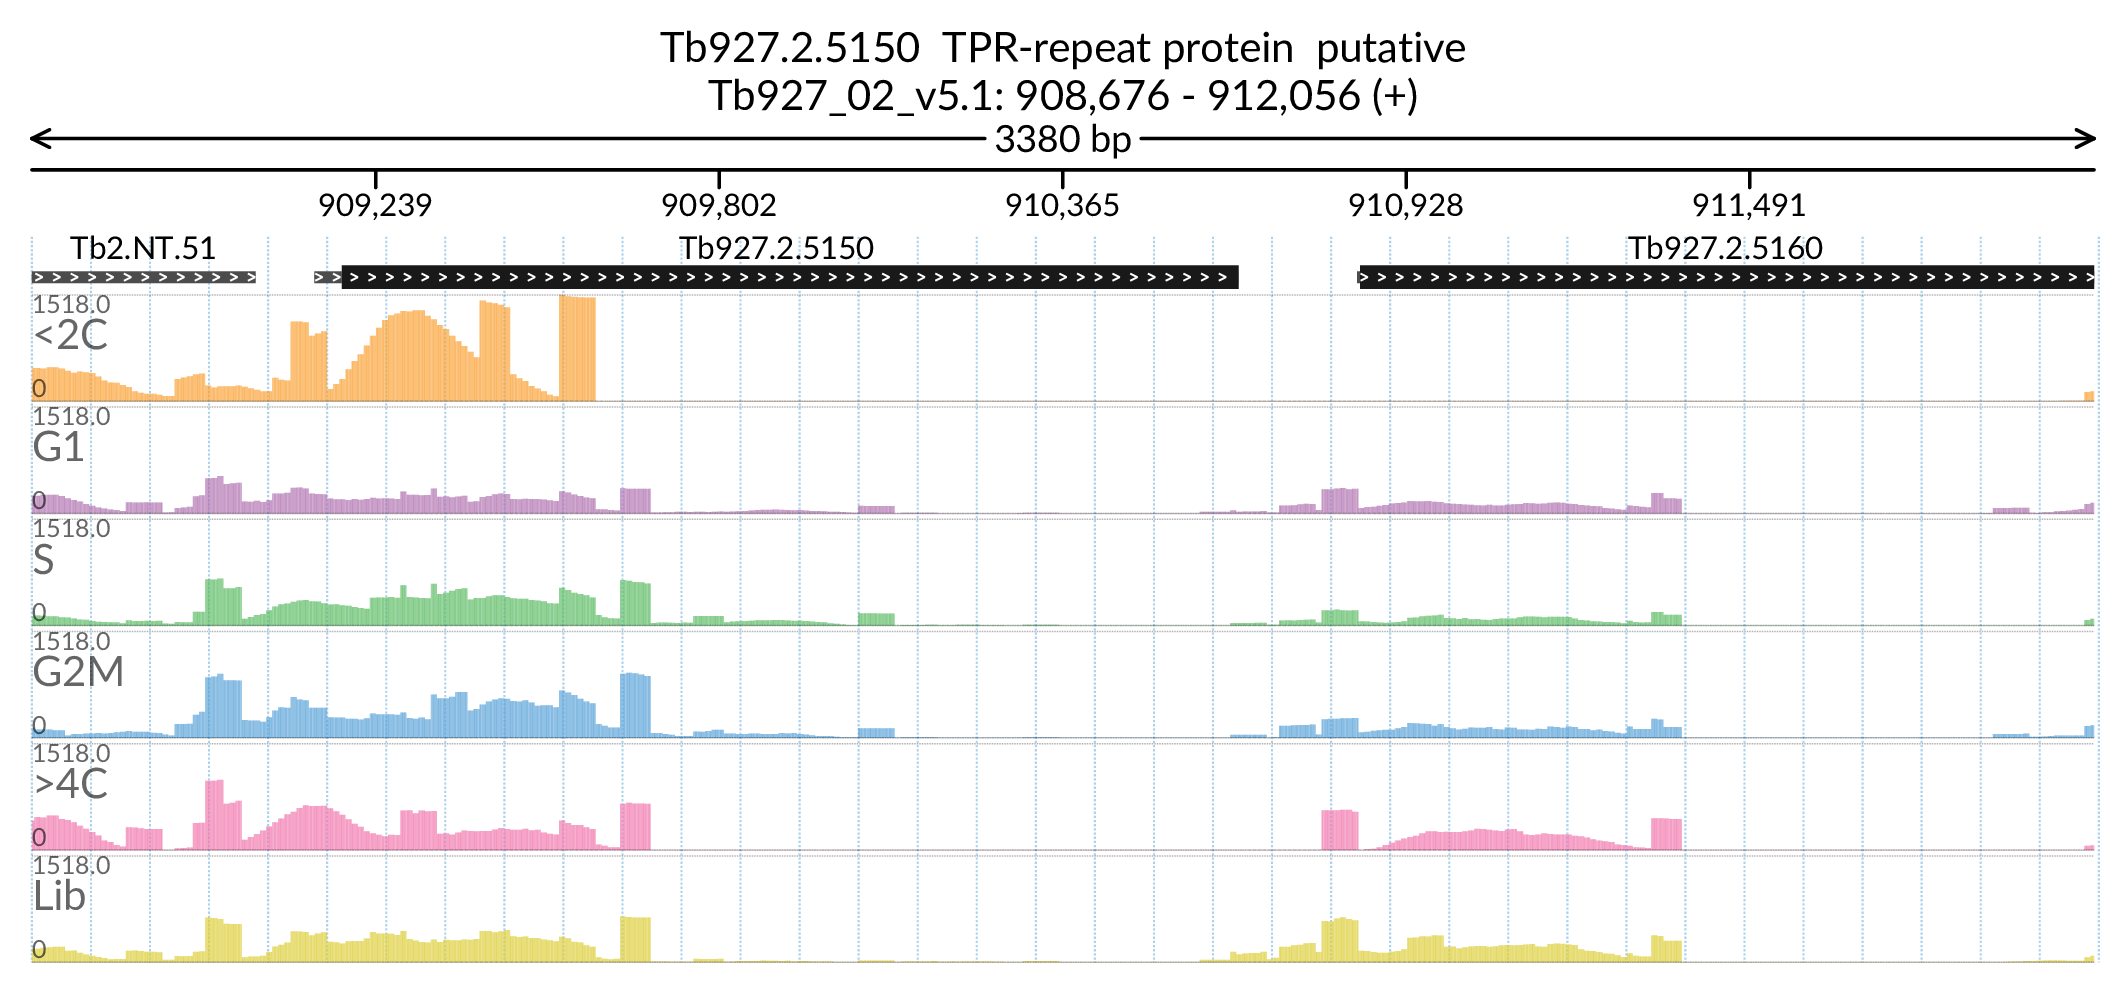 Tb927.2.5150  TPR-repeat protein  putative
Tb927_02_v5.1: 908,676 - 912,056 (+)
3380 bp
909,239 909,802 910,365 910,928 911,491
Tb2.NT.51 Tb927.2.5150 Tb927.2.5160
1518.0
<2C
0
1518.0
G1
0
1518.0
S
0
1518.0
G2M
0
1518.0
>4C
0
1518.0
Lib
0